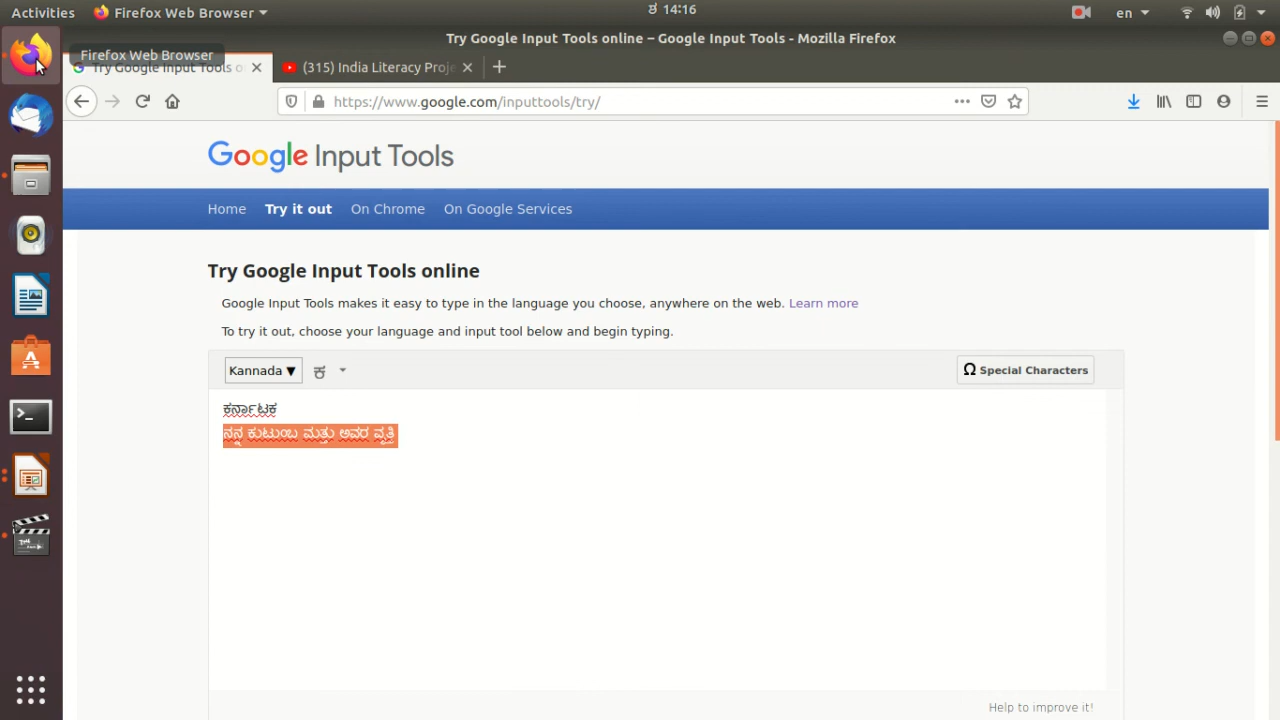 Activities
Firefox Web Browser
ಶ 14:16
en
Try Google Input Tools online – Google Input Tools - Mozilla Firefox
Firefox Web Browser
Try Google Input Tools o
(315) India Literacy Proje
https://www.google.com/inputtools/try/
Google Input Tools
Home Try it out On Chrome On Google Services
Try Google Input Tools online
Google Input Tools makes it easy to type in the language you choose, anywhere on the web. Learn more
To try it out, choose your language and input tool below and begin typing.
Kannada ▼ ಕ
Ω Special Characters
ಕರ್ನಾಟಕ
ನನ್ನ ಕುಟುಂಬ ಮತ್ತು ಅವರ ವೃತ್ತಿ
Help to improve it!